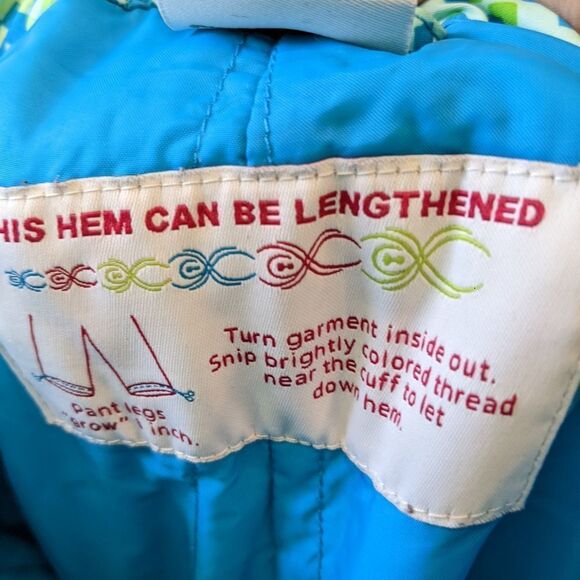 HIS HEM CAN BE LENGTHENED
Turn garment inside out.
Snip brightly colored thread
near the cuff to let
down hem.
pant legs
"grow" 1 inch.